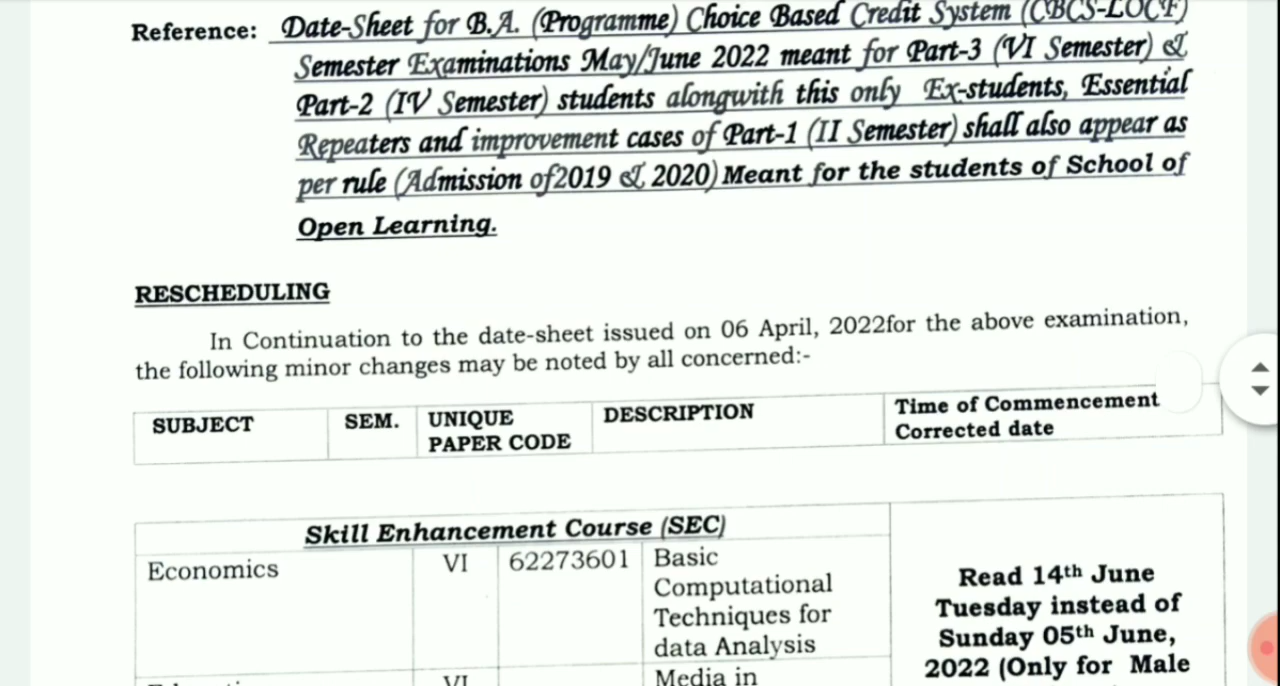 Reference: Date-Sheet for B.A. (Programme) Choice Based Credit System (CBCS-LOCF)
Semester Examinations May/June 2022 meant for Part-3 (VI Semester) &
Part-2 (IV Semester) students alongwith this only Ex-students, Essential
Repeaters and improvement cases of Part-1 (II Semester) shall also appear as
per rule (Admission of2019 & 2020) Meant for the students of School of
Open Learning.
RESCHEDULING
In Continuation to the date-sheet issued on 06 April, 2022for the above examination,
the following minor changes may be noted by all concerned:-
SUBJECT SEM. UNIQUE PAPER CODE DESCRIPTION Time of Commencement
Corrected date
Skill Enhancement Course (SEC)
Economics VI 62273601 Basic
Computational
Techniques for
data Analysis
Read 14th June
Tuesday instead of
Sunday 05th June,
2022 (Only for Male
VI Media in